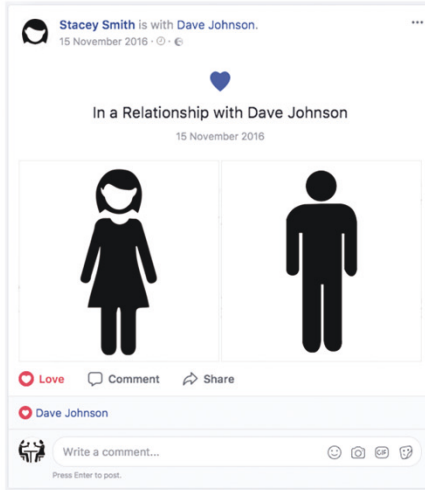 Stacey Smith is with Dave Johnson.
15 November 2016 ·
In a Relationship with Dave Johnson
15 November 2016
Love Comment Share
Dave Johnson
Write a comment... GIF
Press Enter to post.